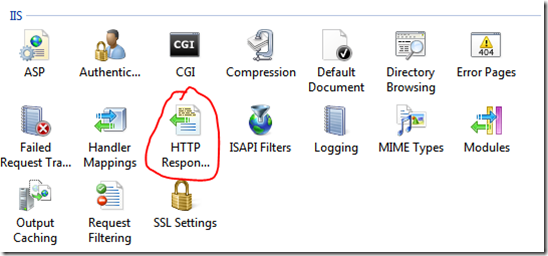 IIS
ASP
Authentic...
CGI
CGI
Compression
Default
Document
Directory
Browsing
404
Error Pages
Failed
Request Tra...
Handler
Mappings
HTTP
Respon...
ISAPI Filters
Logging
MIME Types
Modules
Output
Caching
Request
Filtering
SSL Settings